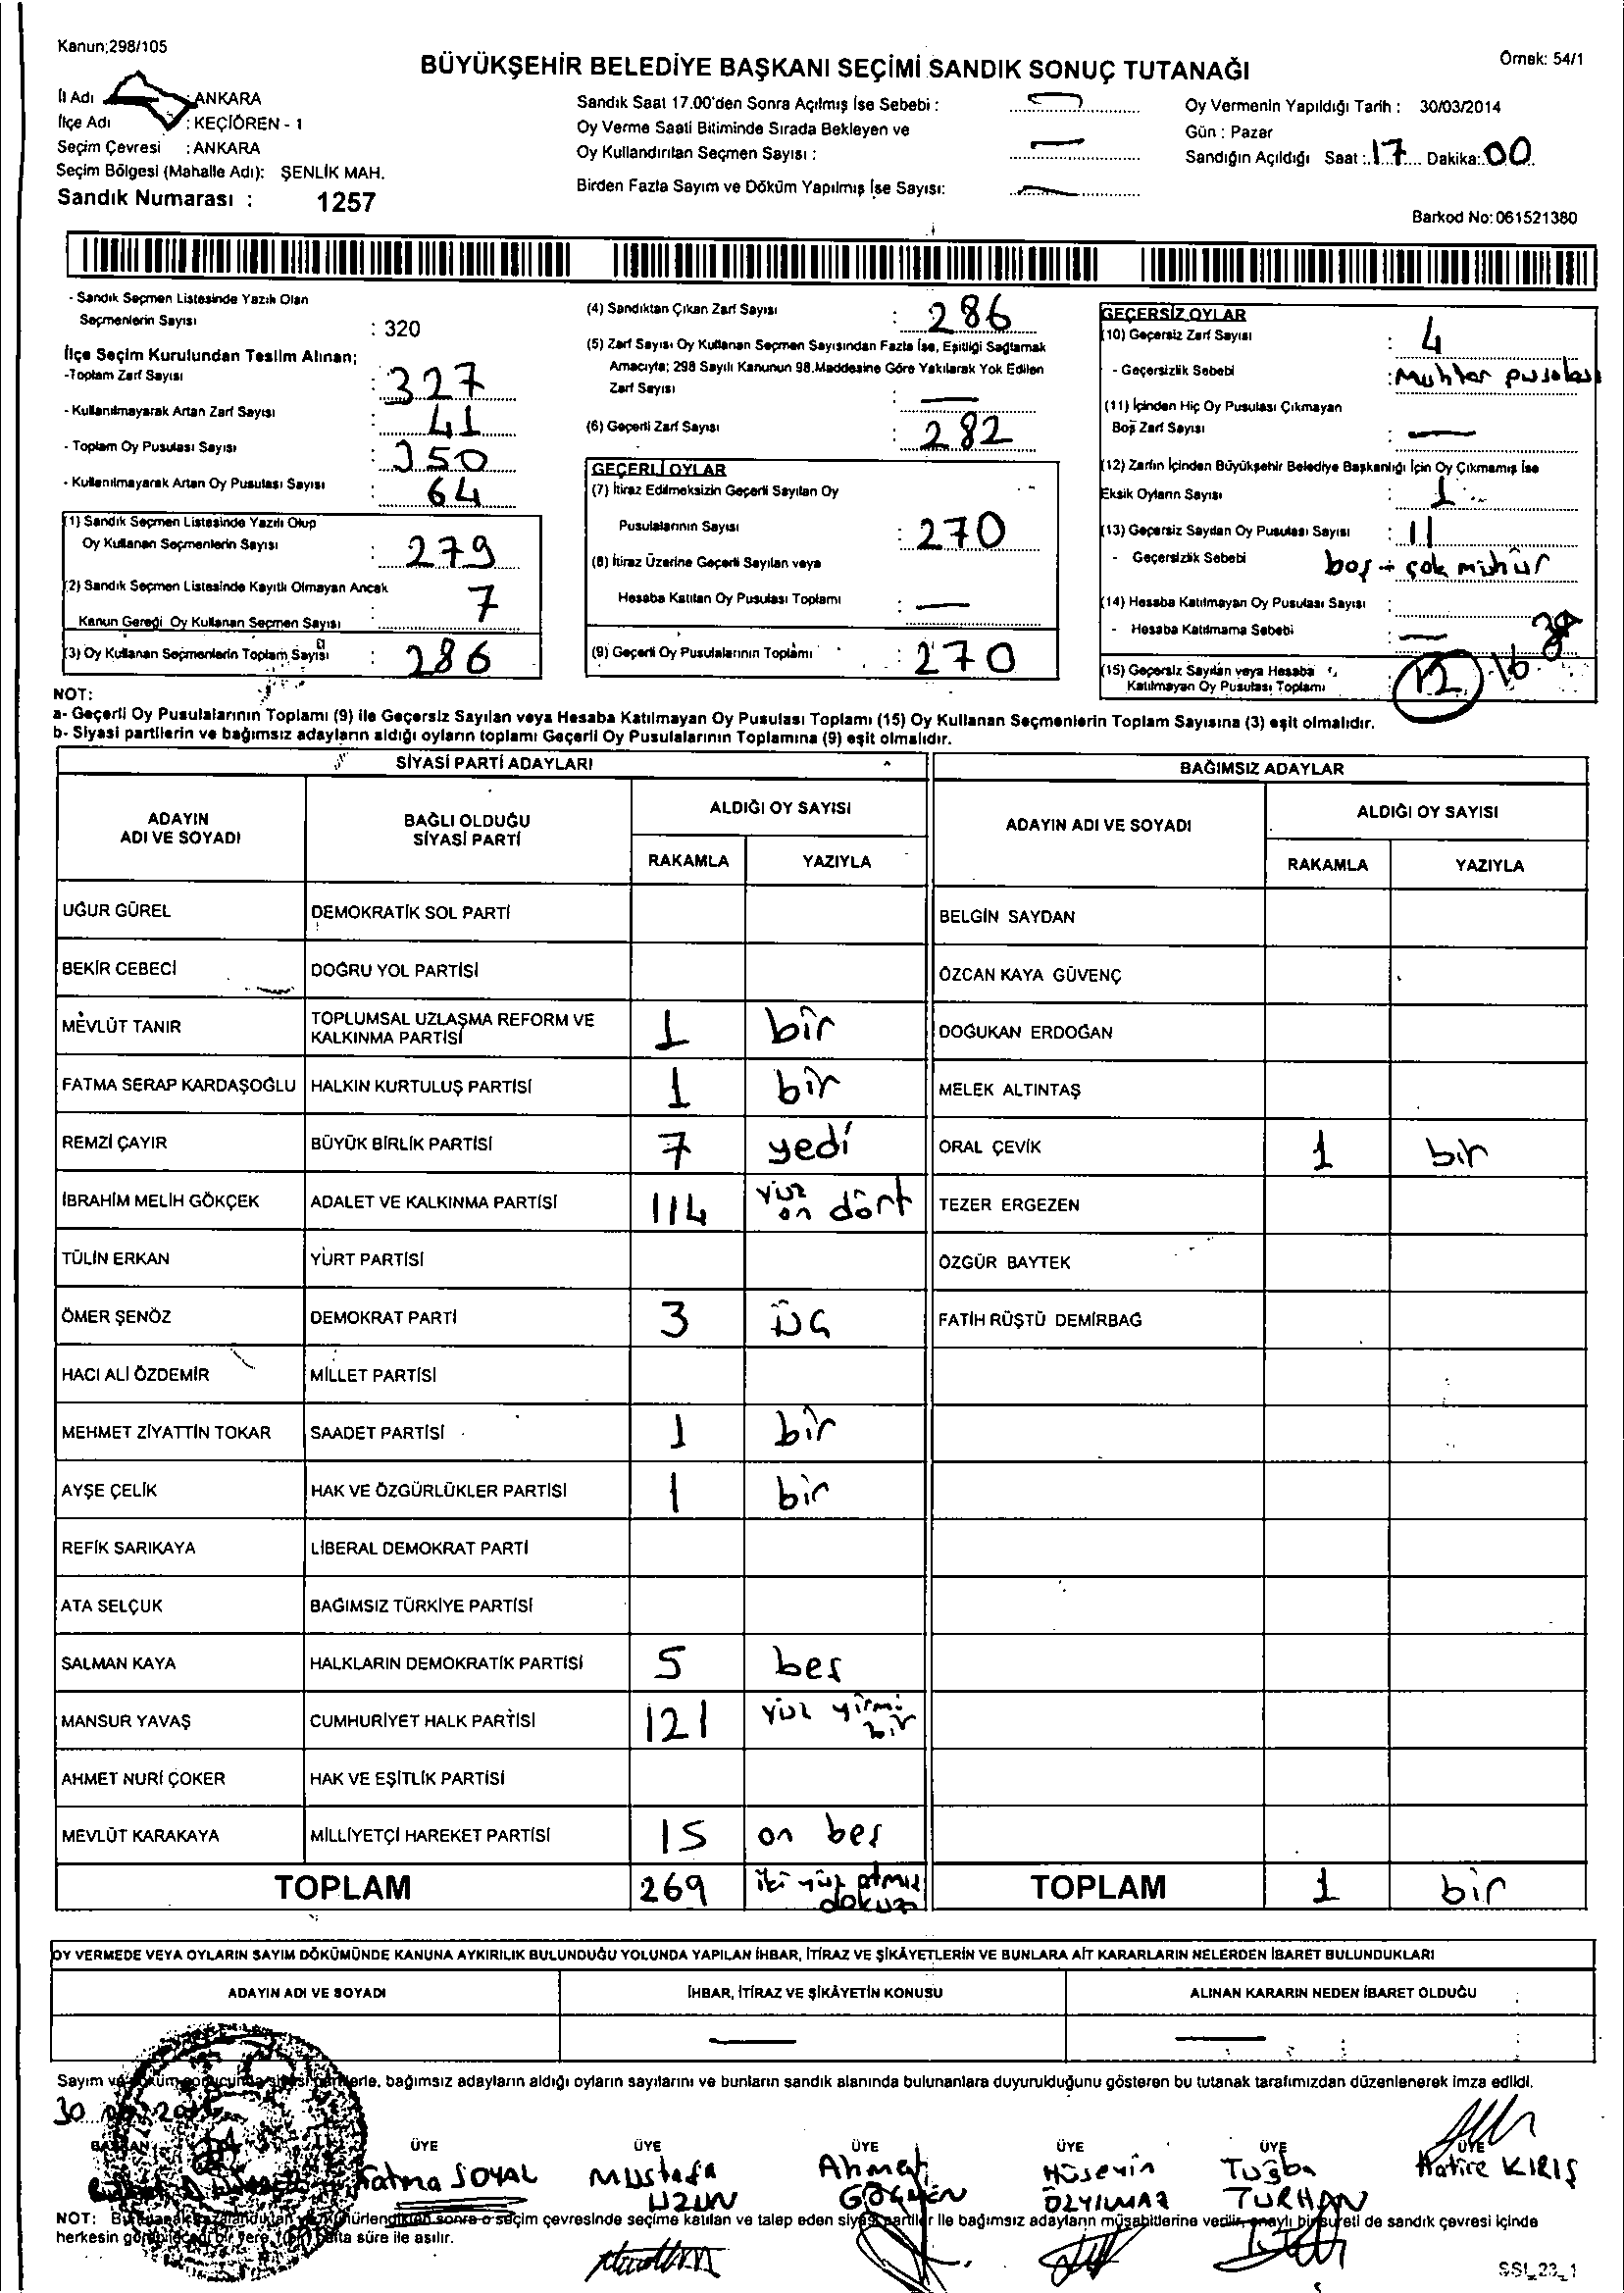 Kanun;298/105
Örnek: 54/1
BÜYÜKŞEHİR BELEDİYE BAŞKANI SEÇİMİ SANDIK SONUÇ TUTANAĞI
İl Adı : ANKARA
İlçe Adı : KEÇİÖREN - 1
Seçim Çevresi : ANKARA
Seçim Bölgesi (Mahalle Adı): ŞENLİK MAH.
Sandık Numarası : 1257
Sandık Saat 17.00'den Sonra Açılmış İse Sebebi : —
Oy Verme Saati Bitiminde Sırada Bekleyen ve
Oy Kullandırılan Seçmen Sayısı : —
Birden Fazla Sayım ve Döküm Yapılmış İse Sayısı: —
Oy Vermenin Yapıldığı Tarih : 30/03/2014
Gün : Pazar
Sandığın Açıldığı Saat : 17 Dakika: 00
Barkod No: 061521380
- Sandık Seçmen Listesinde Yazılı Olan
Seçmenlerin Sayısı : 320
İlçe Seçim Kurulundan Teslim Alınan;
-Toplam Zarf Sayısı : 327
- Kullanılmayarak Artan Zarf Sayısı : 41
- Toplam Oy Pusulası Sayısı : 350
- Kullanılmayarak Artan Oy Pusulası Sayısı : 64
(1) Sandık Seçmen Listesinde Yazılı Olup
Oy Kullanan Seçmenlerin Sayısı : 279
(2) Sandık Seçmen Listesinde Kayıtlı Olmayan Ancak
Kanun Gereği Oy Kullanan Seçmen Sayısı : 7
(3) Oy Kullanan Seçmenlerin Toplam Sayısı : 286
(4) Sandıktan Çıkan Zarf Sayısı : 286
(5) Zarf Sayısı Oy Kullanan Seçmen Sayısından Fazla İse, Eşitliği Sağlamak
Amacıyla; 298 Sayılı Kanunun 98.Maddesine Göre Yakılarak Yok Edilen
Zarf Sayısı : —
(6) Geçerli Zarf Sayısı : 282
GEÇERLİ OYLAR
(7) İtiraz Edilmeksizin Geçerli Sayılan Oy
Pusulalarının Sayısı : 270
(8) İtiraz Üzerine Geçerli Sayılan veya
Hesaba Katılan Oy Pusulası Toplamı : —
(9) Geçerli Oy Pusulalarının Toplamı : 270
GEÇERSİZ OYLAR
(10) Geçersiz Zarf Sayısı : 4
- Geçersizlik Sebebi : Muhtar pusulası
(11) İçinden Hiç Oy Pusulası Çıkmayan
Boş Zarf Sayısı : —
(12) Zarfın İçinden Büyükşehir Belediye Başkanlığı İçin Oy Çıkmamış İse
Eksik Oyların Sayısı : 1
(13) Geçersiz Sayılan Oy Pusulası Sayısı : 11
- Geçersizlik Sebebi boş + çok mühür
(14) Hesaba Katılmayan Oy Pusulası Sayısı :
- Hesaba Katılmama Sebebi : —
(15) Geçersiz Sayılan veya Hesaba
Katılmayan Oy Pusulası Toplamı 12 16
NOT:
a- Geçerli Oy Pusulalarının Toplamı (9) ile Geçersiz Sayılan veya Hesaba Katılmayan Oy Pusulası Toplamı (15) Oy Kullanan Seçmenlerin Toplam Sayısına (3) eşit olmalıdır.
b- Siyasi partilerin ve bağımsız adayların aldığı oyların toplamı Geçerli Oy Pusulalarının Toplamına (9) eşit olmalıdır.
SİYASİ PARTİ ADAYLARI
ADAYIN
ADI VE SOYADI
BAĞLI OLDUĞU
SİYASİ PARTİ
ALDIĞI OY SAYISI
RAKAMLA YAZIYLA
UĞUR GÜREL DEMOKRATİK SOL PARTİ
BEKİR CEBECİ DOĞRU YOL PARTİSİ
MEVLÜT TANIR TOPLUMSAL UZLAŞMA REFORM VE
KALKINMA PARTİSİ 1 bir
FATMA SERAP KARDAŞOĞLU HALKIN KURTULUŞ PARTİSİ 1 bir
REMZİ ÇAYIR BÜYÜK BİRLİK PARTİSİ 7 yedi
İBRAHİM MELİH GÖKÇEK ADALET VE KALKINMA PARTİSİ 114 yüz on dört
TÜLİN ERKAN YURT PARTİSİ
ÖMER ŞENÖZ DEMOKRAT PARTİ 3 üç
HACI ALİ ÖZDEMİR MİLLET PARTİSİ
MEHMET ZİYATTİN TOKAR SAADET PARTİSİ 1 bir
AYŞE ÇELİK HAK VE ÖZGÜRLÜKLER PARTİSİ 1 bir
REFİK SARIKAYA LİBERAL DEMOKRAT PARTİ
ATA SELÇUK BAĞIMSIZ TÜRKİYE PARTİSİ
SALMAN KAYA HALKLARIN DEMOKRATİK PARTİSİ 5 beş
MANSUR YAVAŞ CUMHURİYET HALK PARTİSİ 121 yüz yirmi bir
AHMET NURİ ÇOKER HAK VE EŞİTLİK PARTİSİ
MEVLÜT KARAKAYA MİLLİYETÇİ HAREKET PARTİSİ 15 on beş
TOPLAM 269 iki yüz atmış dokuz
BAĞIMSIZ ADAYLAR
ADAYIN ADI VE SOYADI
ALDIĞI OY SAYISI
RAKAMLA YAZIYLA
BELGİN SAYDAN
ÖZCAN KAYA GÜVENÇ
DOĞUKAN ERDOĞAN
MELEK ALTINTAŞ
ORAL ÇEVİK 1 bir
TEZER ERGEZEN
ÖZGÜR BAYTEK
FATİH RÜŞTÜ DEMİRBAĞ
TOPLAM 1 bir
OY VERMEDE VEYA OYLARIN SAYIM DÖKÜMÜNDE KANUNA AYKIRILIK BULUNDUĞU YOLUNDA YAPILAN İHBAR, İTİRAZ VE ŞİKÂYETLERİN VE BUNLARA AİT KARARLARIN NELERDEN İBARET BULUNDUKLARI
ADAYIN ADI VE SOYADI İHBAR, İTİRAZ VE ŞİKÂYETİN KONUSU ALINAN KARARIN NEDEN İBARET OLDUĞU
— —
Sayım ve döküm sonucunda siyasi partilerle, bağımsız adayların aldığı oyların sayılarını ve bunların sandık alanında bulunanlara duyurulduğunu gösteren bu tutanak tarafımızdan düzenlenerek imza edildi.
30
BAŞKAN ÜYE ÜYE ÜYE ÜYE ÜYE ÜYE
Fatma SOYAL Mustafa UZUN Ahmet GÖÇMEN Hüseyin ÖZYILMAZ Tuğba TURHAN Hatice KIRIŞ
NOT: Bu tutanak mühürlendikten sonra o seçim çevresinde seçime katılan ve talep eden siyasi partiler ile bağımsız adayların müşahitlerine verilir, onaylı bir sureti de sandık çevresi içinde
herkesin görebileceği bir yere, bir hafta süre ile asılır.
SSI_23_1